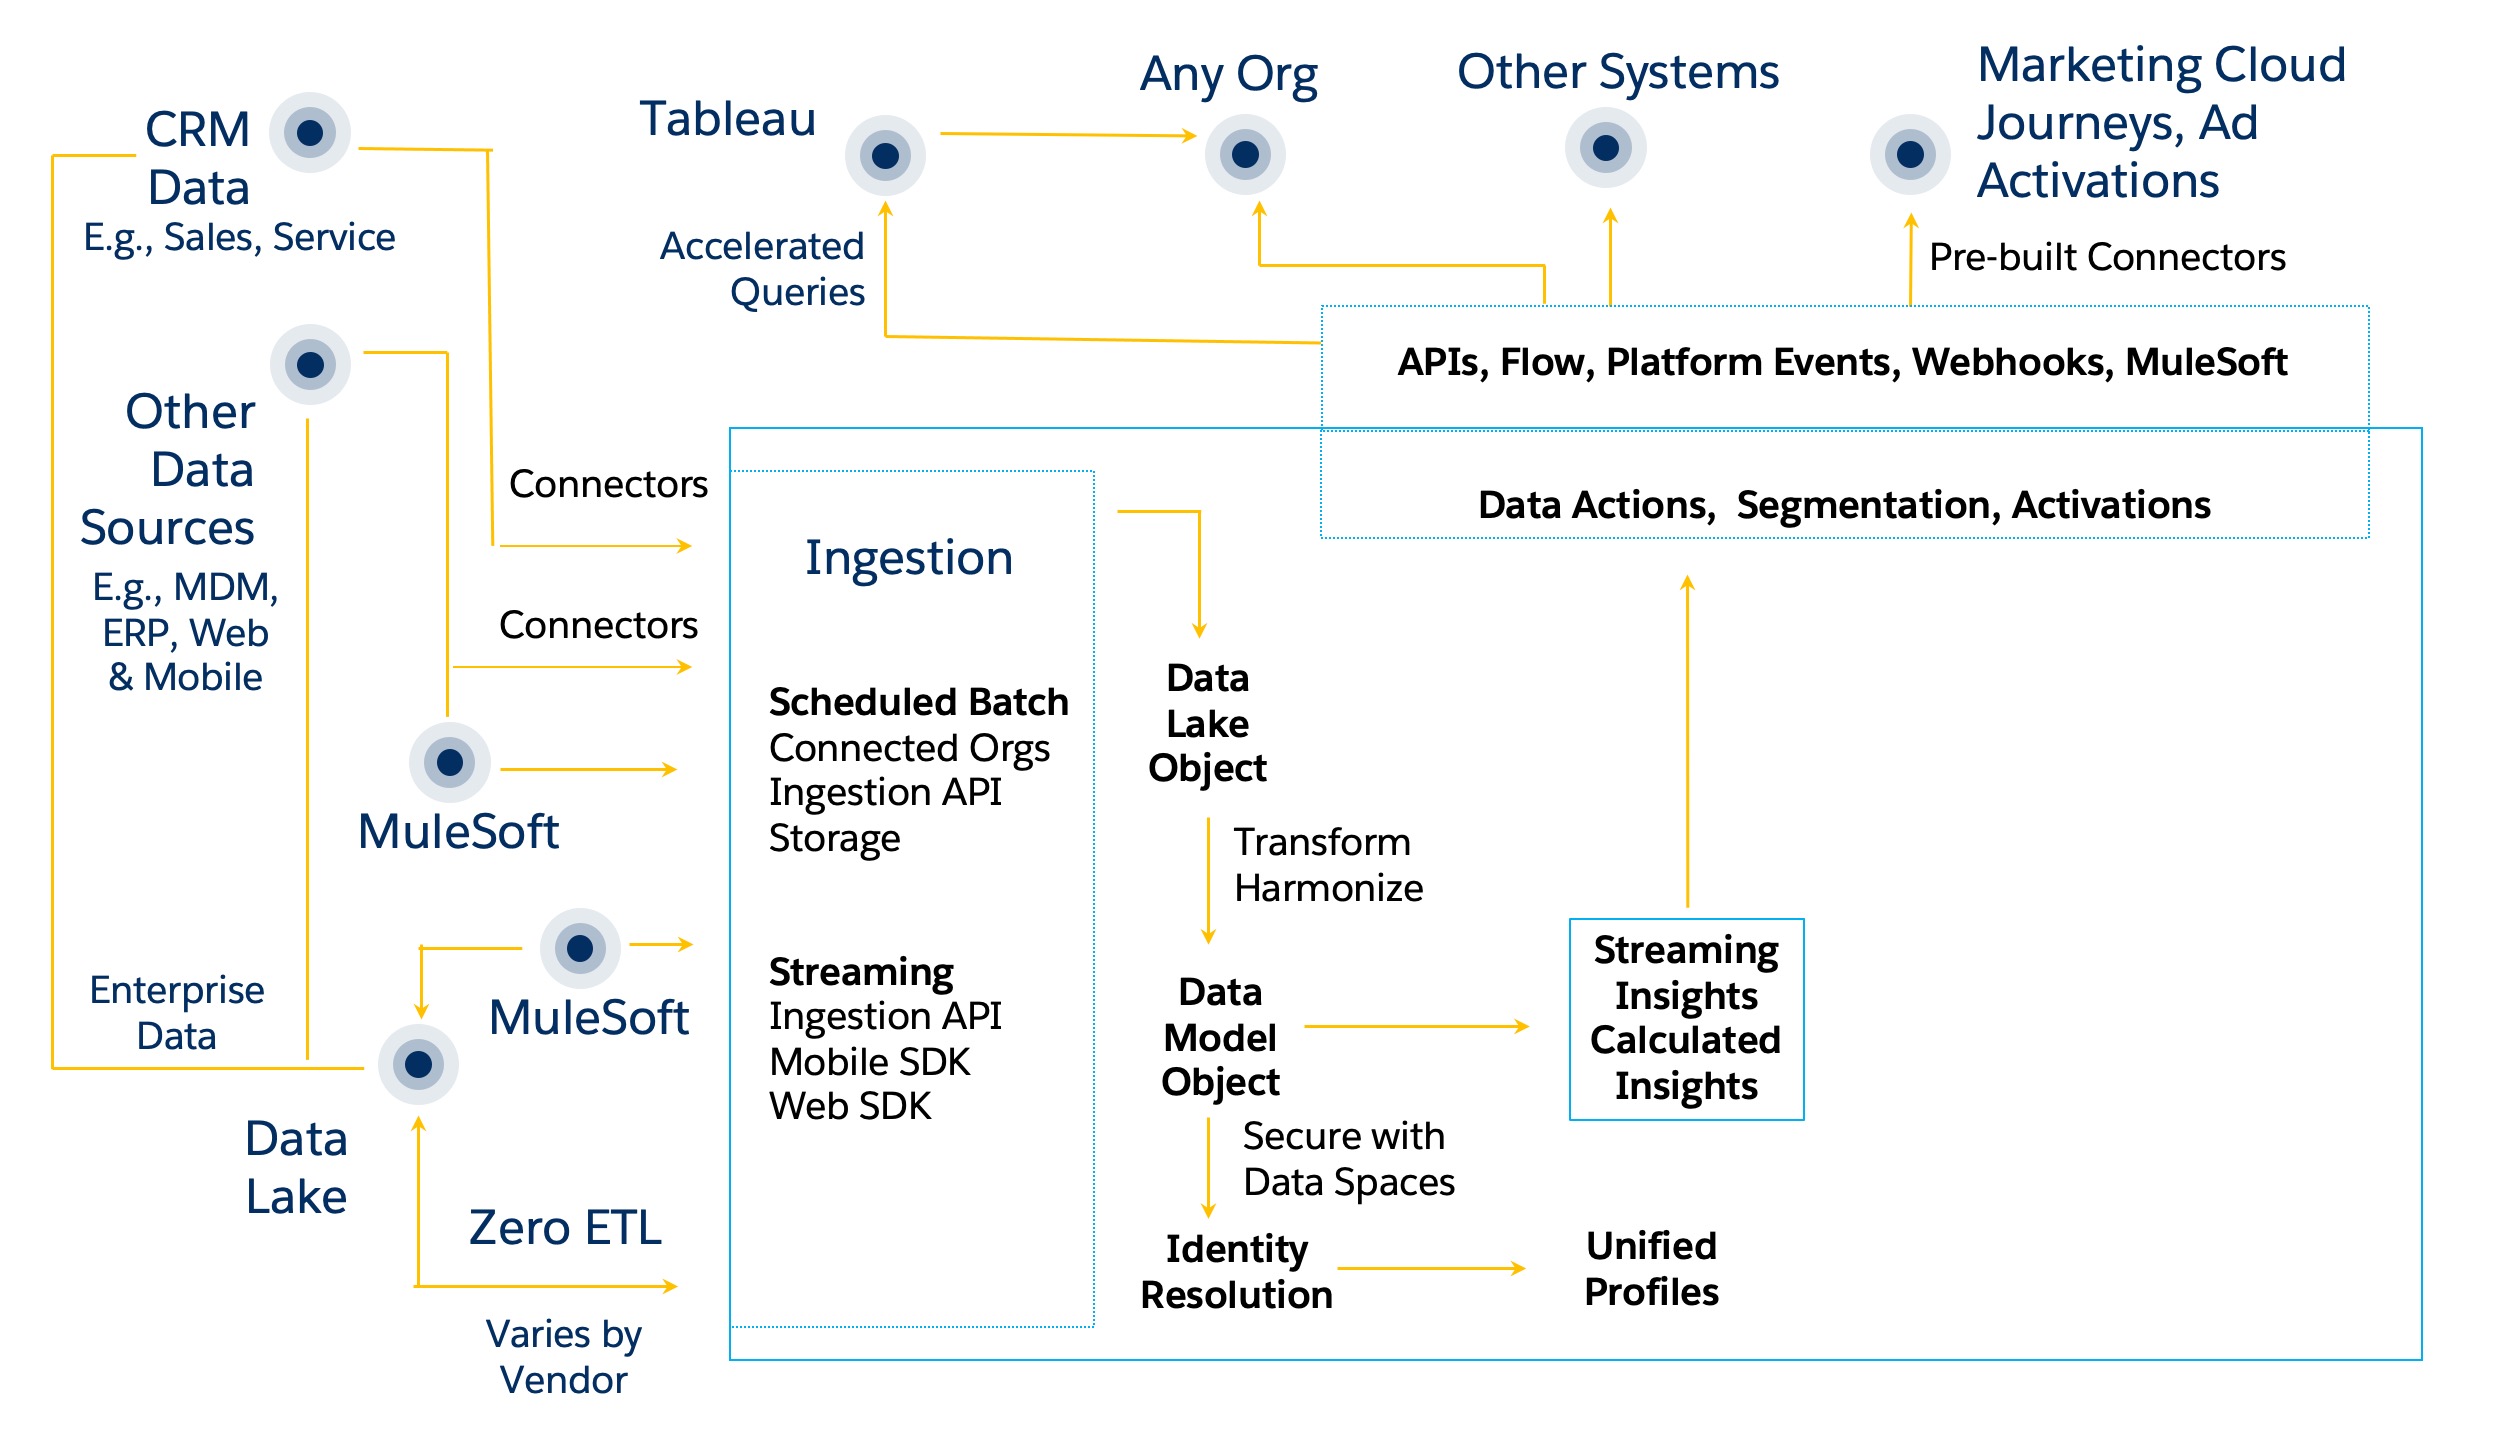 CRM
Data
E.g., Sales, Service
Tableau
Any Org
Other Systems
Marketing Cloud
Journeys, Ad
Activations
Accelerated
Queries
Pre-built Connectors
APIs, Flow, Platform Events, Webhooks, MuleSoft
Data Actions,  Segmentation, Activations
Other
Data
Sources
E.g., MDM,
ERP, Web
& Mobile
Connectors
Connectors
MuleSoft
MuleSoft
Enterprise
Data
Data
Lake
Zero ETL
Varies by
Vendor
Ingestion
Scheduled Batch
Connected Orgs
Ingestion API
Storage
Streaming
Ingestion API
Mobile SDK
Web SDK
Data
Lake
Object
Transform
Harmonize
Data
Model
Object
Secure with
Data Spaces
Identity
Resolution
Streaming
Insights
Calculated
Insights
Unified
Profiles